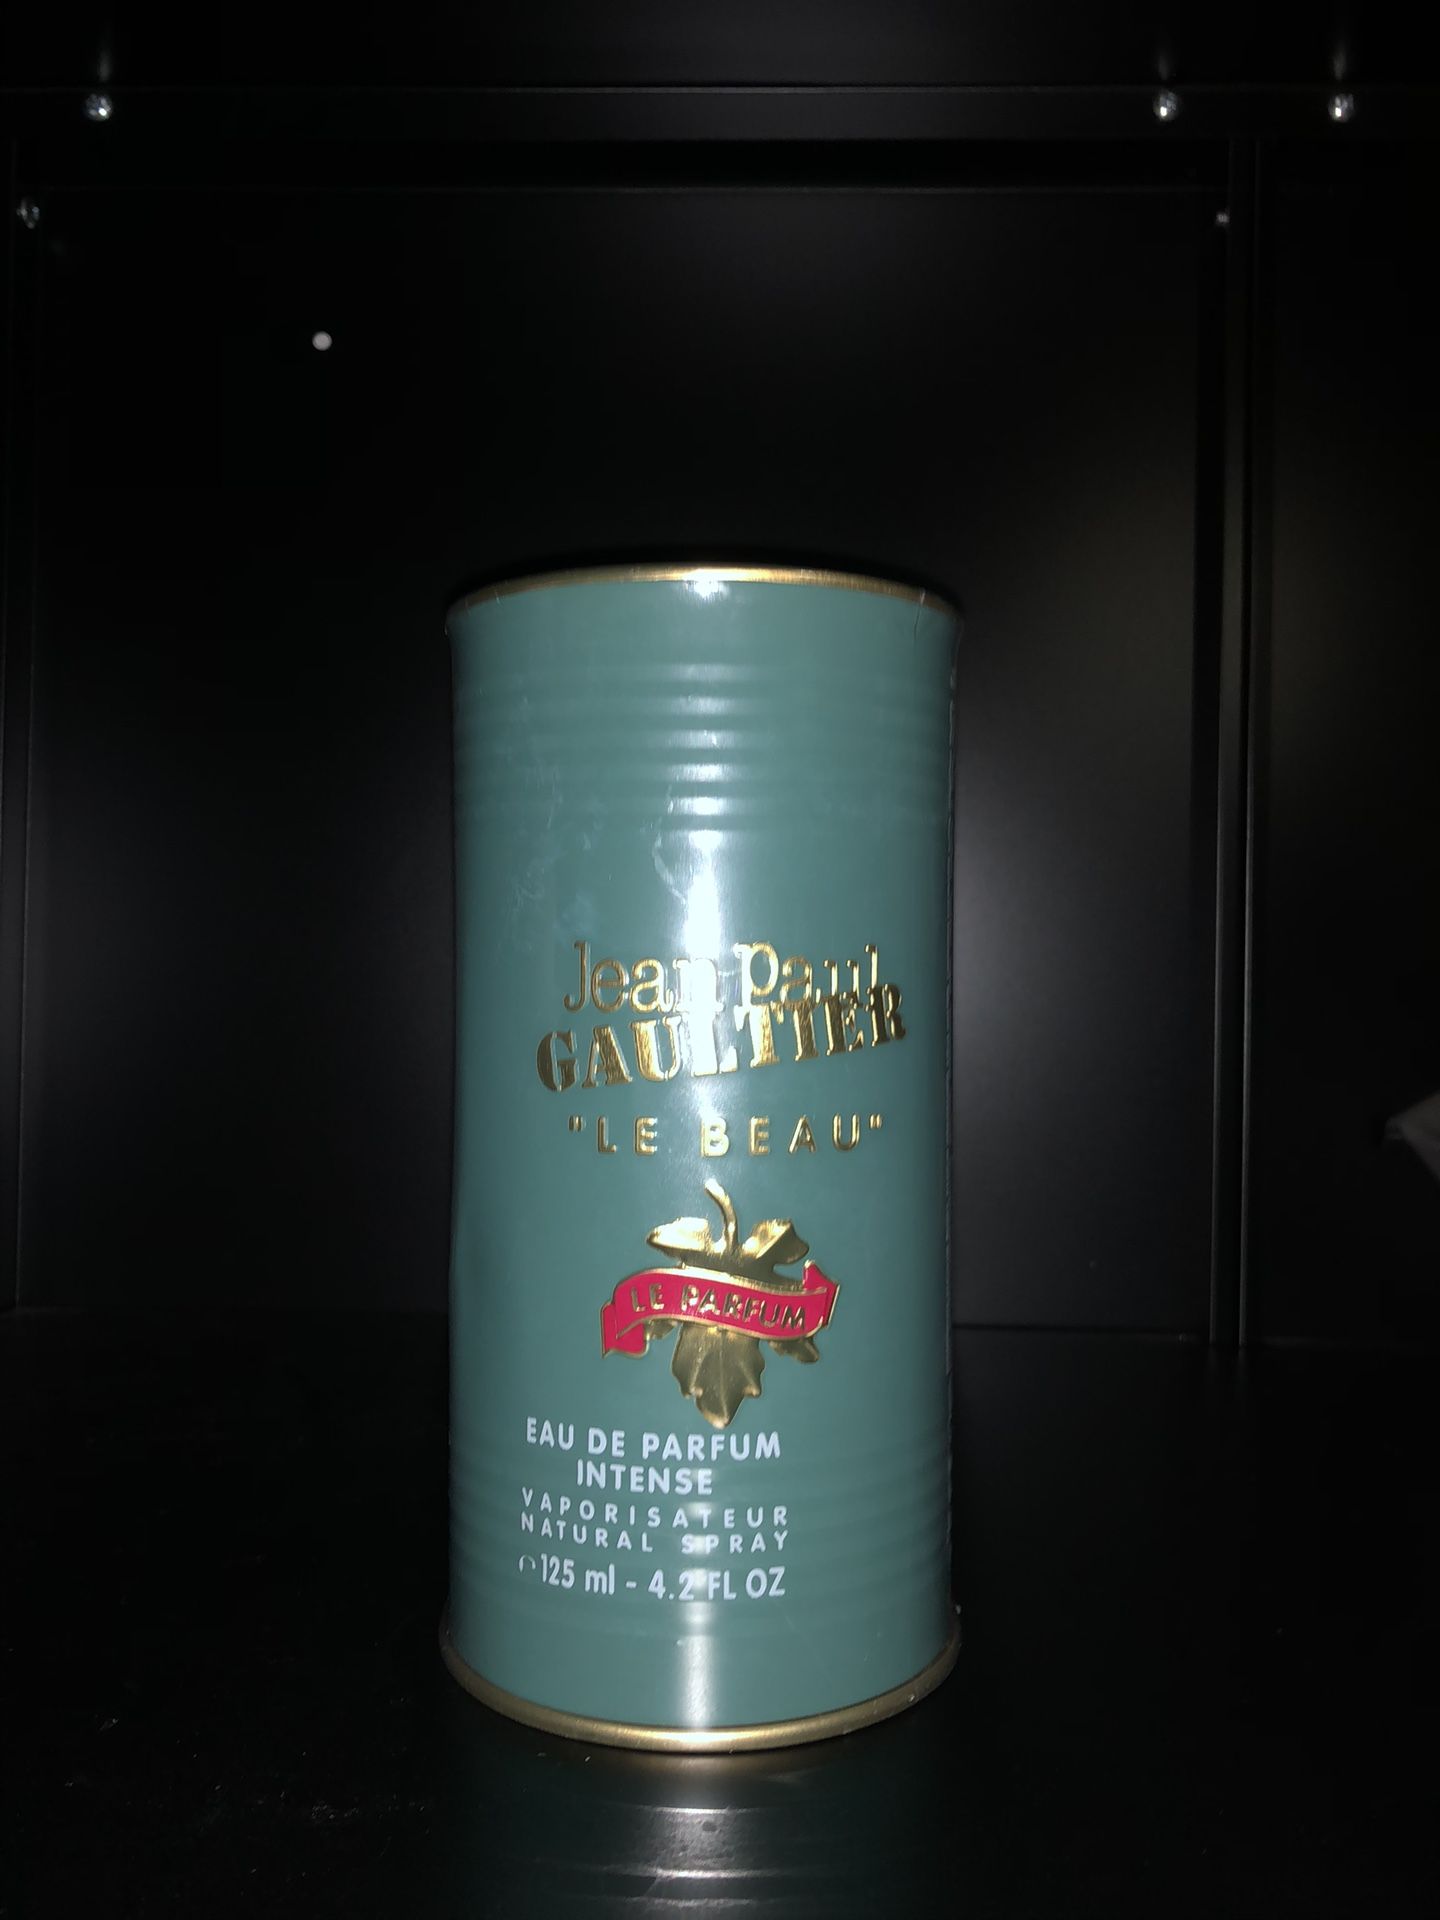 Jean Paul
GAULTIER
"LE BEAU"
LE PARFUM
EAU DE PARFUM
INTENSE
VAPORISATEUR
NATURAL SPRAY
℮125 ml - 4.2 FL OZ